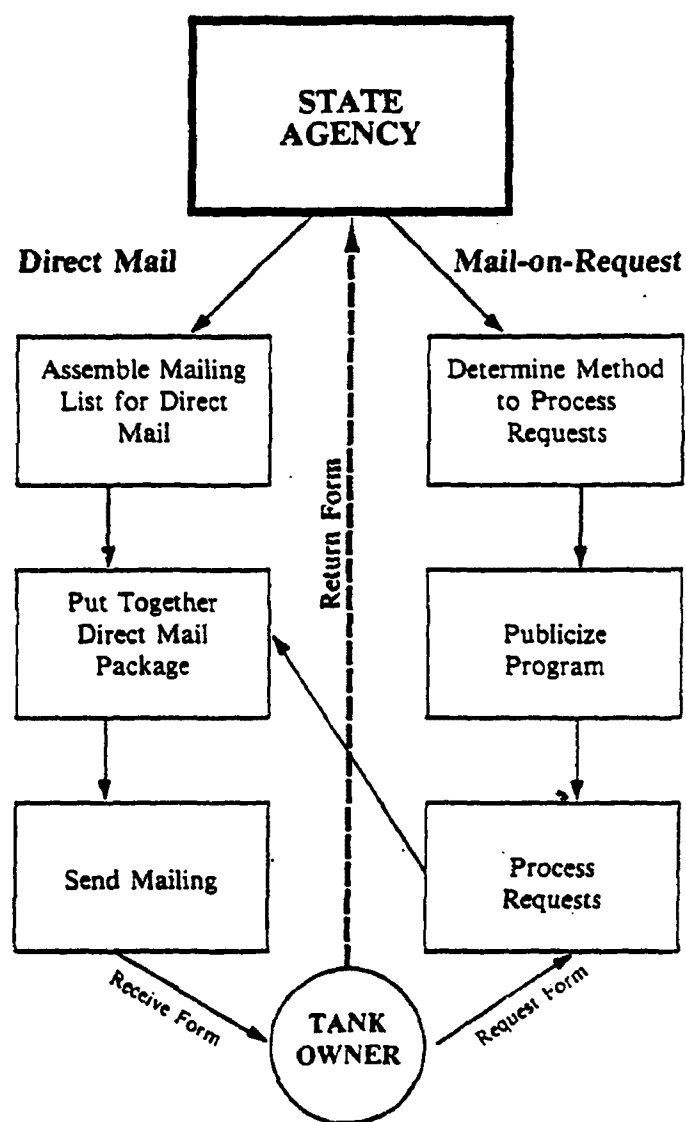 STATE
AGENCY
Direct Mail
Mail-on-Request
Assemble Mailing
List for Direct
Mail
Determine Method
to Process
Requests
Return Form
Put Together
Direct Mail
Package
Publicize
Program
Send Mailing
Process
Requests
Receive Form
Request Form
TANK
OWNER